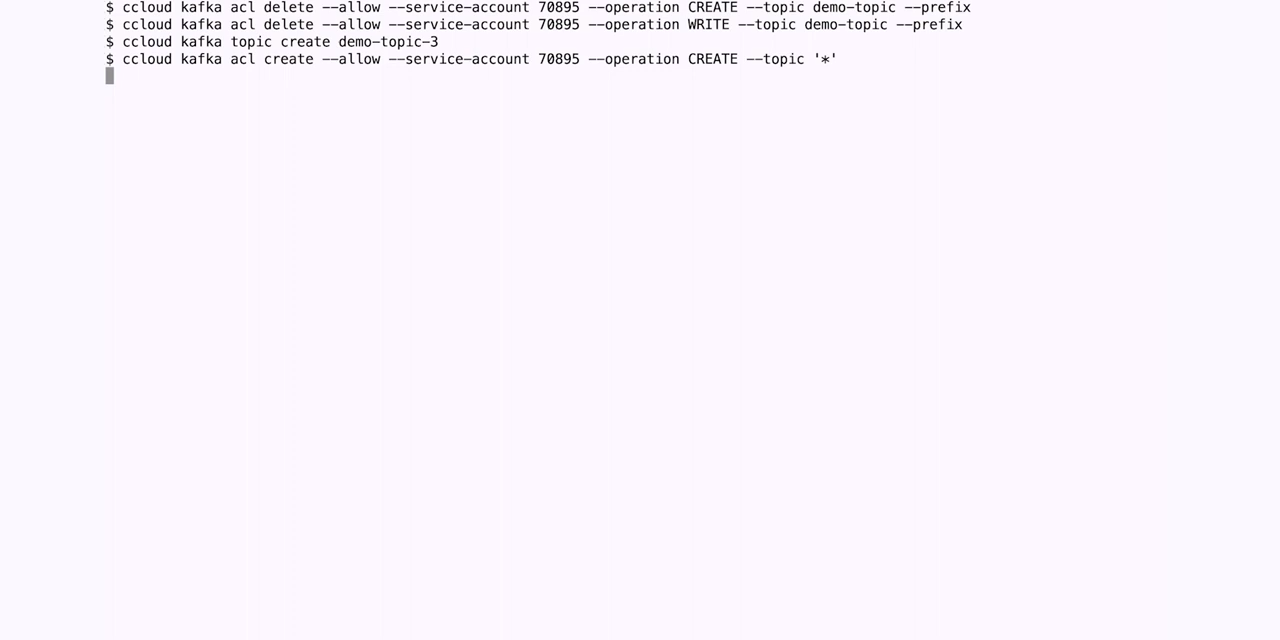 $ ccloud kafka acl delete --allow --service-account 70895 --operation CREATE --topic demo-topic --prefix
$ ccloud kafka acl delete --allow --service-account 70895 --operation WRITE --topic demo-topic --prefix
$ ccloud kafka topic create demo-topic-3
$ ccloud kafka acl create --allow --service-account 70895 --operation CREATE --topic '*'